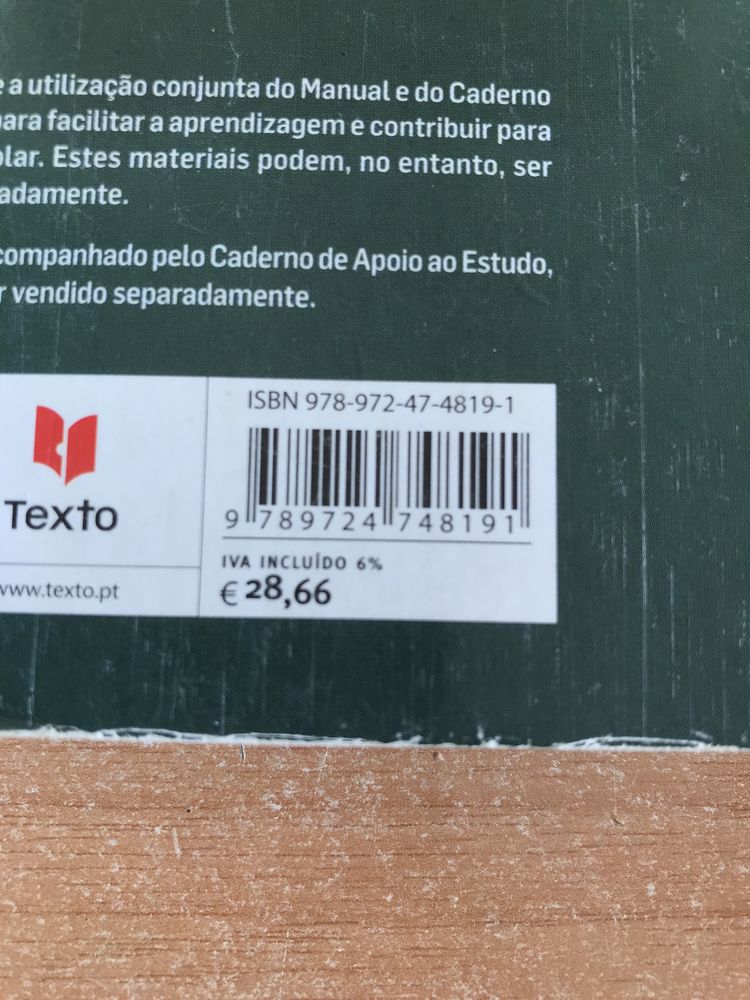 a utilização conjunta do Manual e do Caderno
para facilitar a aprendizagem e contribuir para
olar. Estes materiais podem, no entanto, ser
adamente.
companhado pelo Caderno de Apoio ao Estudo,
r vendido separadamente.
ISBN 978-972-47-4819-1
9 789724 748191
Texto
www.texto.pt
IVA INCLUÍDO 6%
€ 28,66